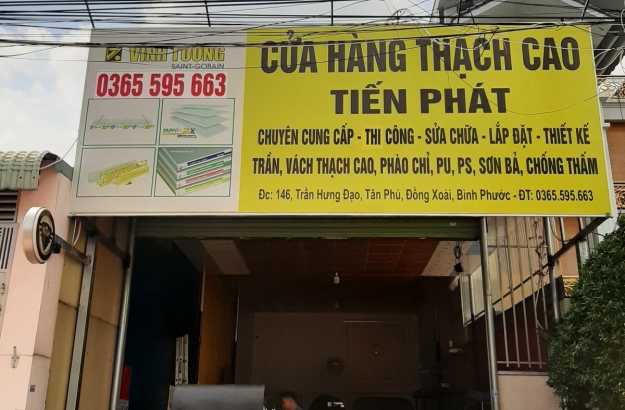 VĨNH TƯỜNG
SAINT-GOBAIN
0365 595 663
CỬA HÀNG THẠCH CAO
TIẾN PHÁT
CHUYÊN CUNG CẤP - THI CÔNG - SỬA CHỮA - LẮP ĐẶT - THIẾT KẾ
TRẦN, VÁCH THẠCH CAO, PHÀO CHỈ, PU, PS, SƠN BẢ, CHỐNG THẤM
Đc: 146, Trần Hưng Đạo, Tân Phú, Đồng Xoài, Bình Phước - ĐT: 0365.595.663